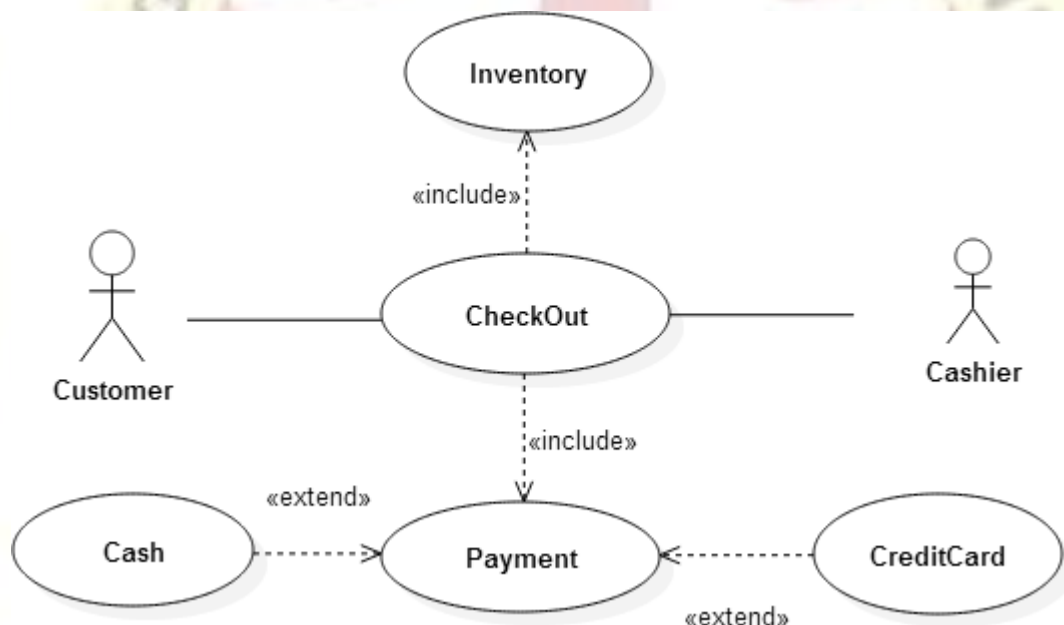 Inventory
«include»
CheckOut
Customer
Cashier
«include»
«extend»
Cash
Payment
CreditCard
«extend»